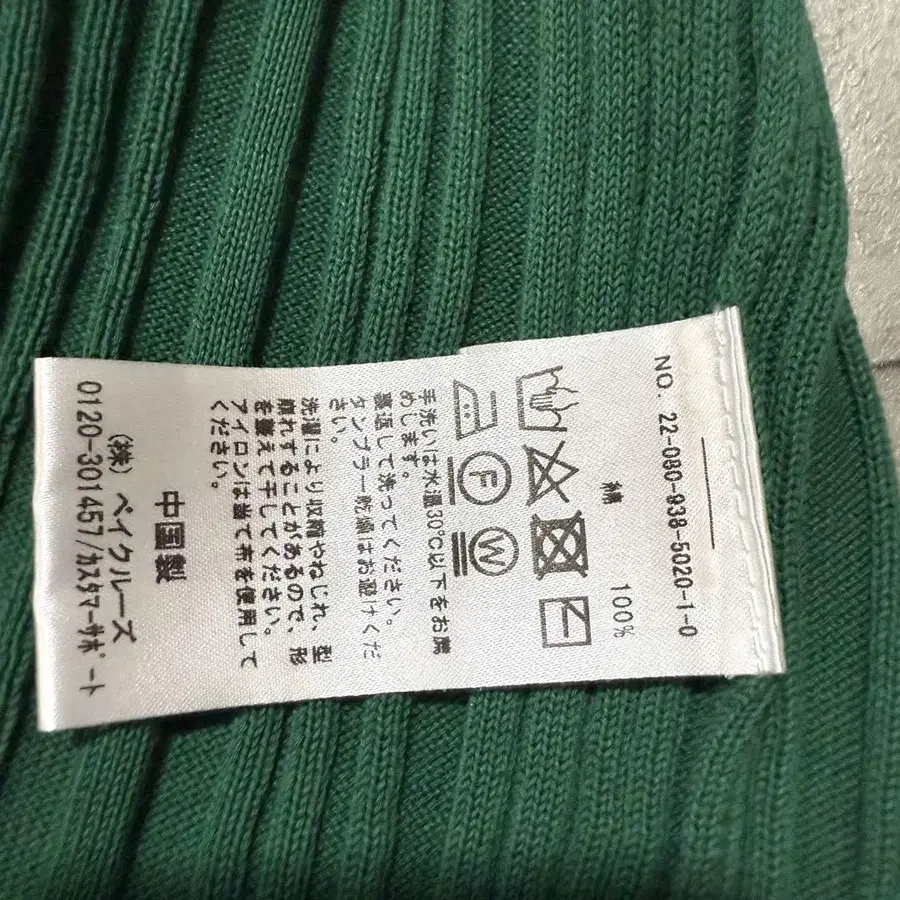 NO. 22-080-938-5020-1-0
綿 100%
F W
手洗いは水温30℃以下をお薦
めします。
裏返して洗ってください。
タンブラー乾燥はお避けくだ
さい。
洗濯により収縮やねじれ、型
崩れすることがあるので、形
を整えて干してください。
アイロンは当て布を使用して
ください。
中国製
(株) ベイクルーズ
0120-301457/カスタマーサポート